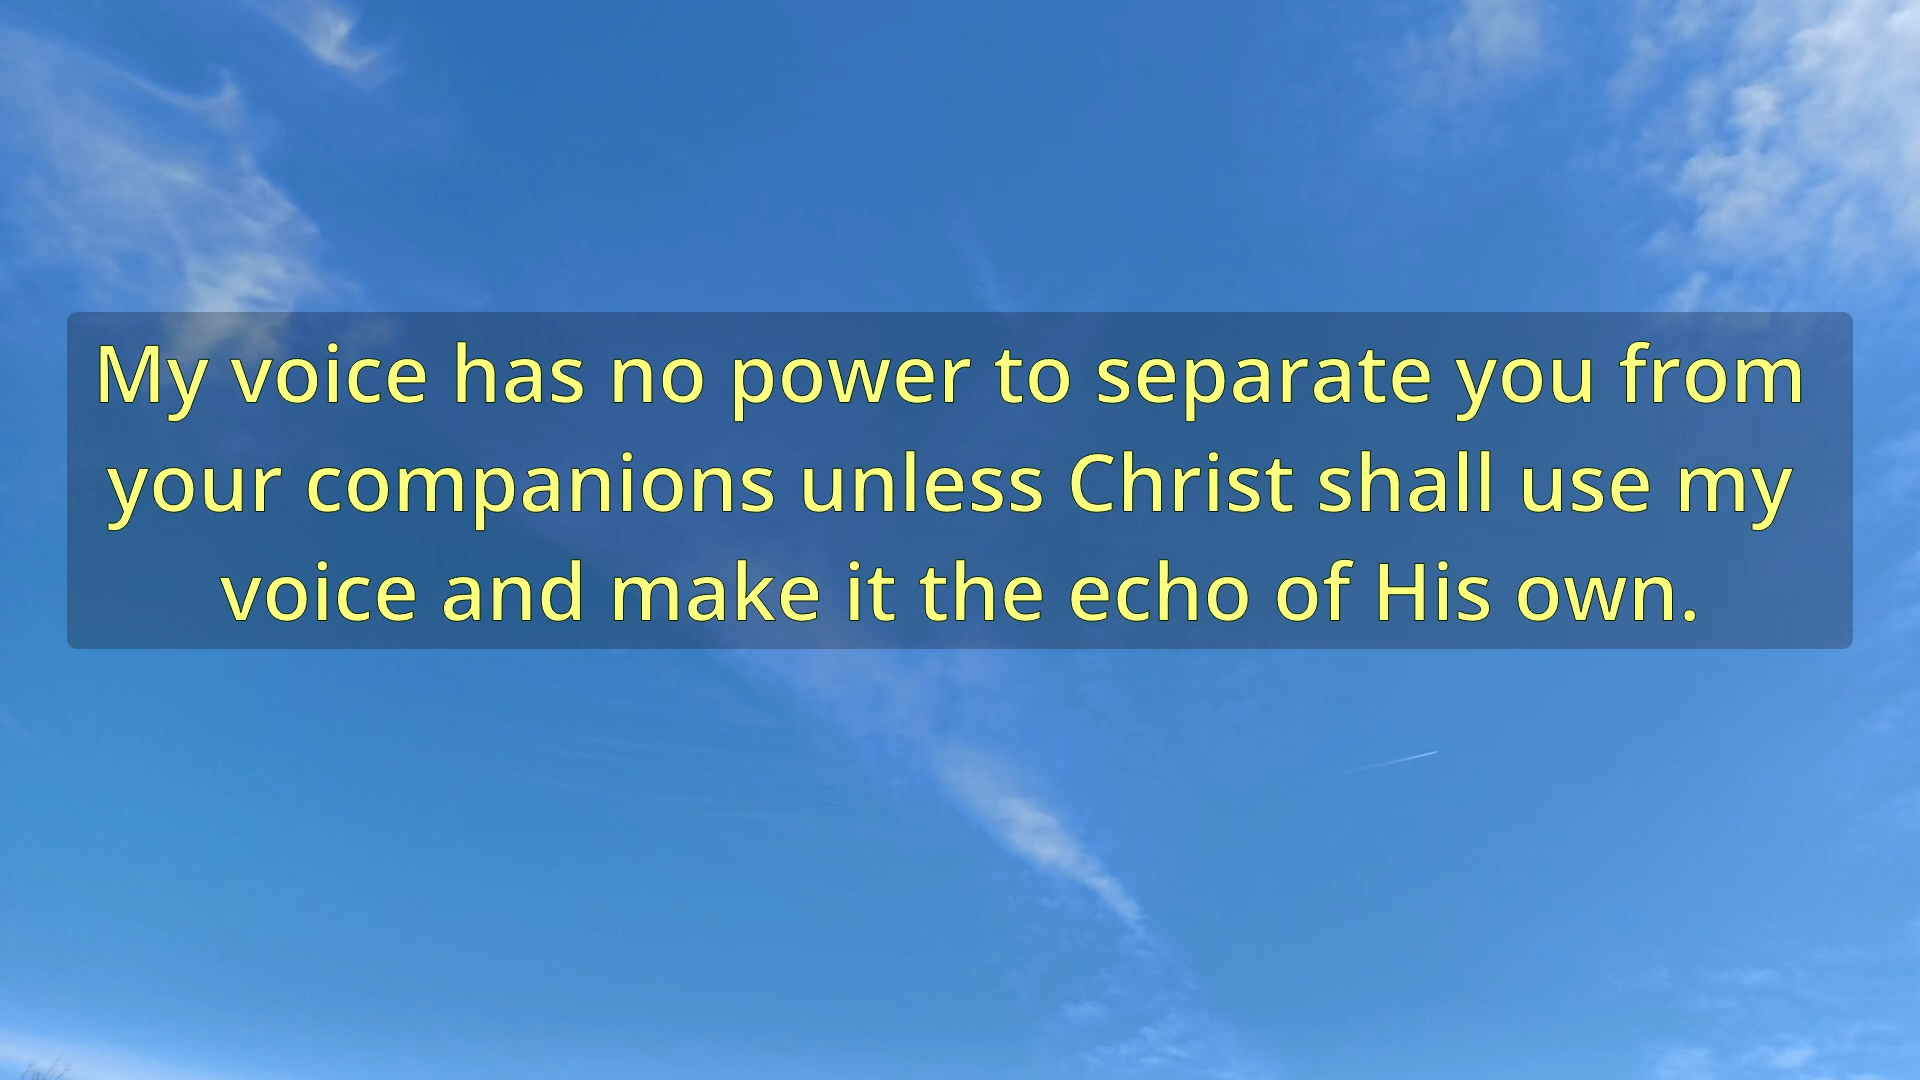 My voice has no power to separate you from
your companions unless Christ shall use my
voice and make it the echo of His own.